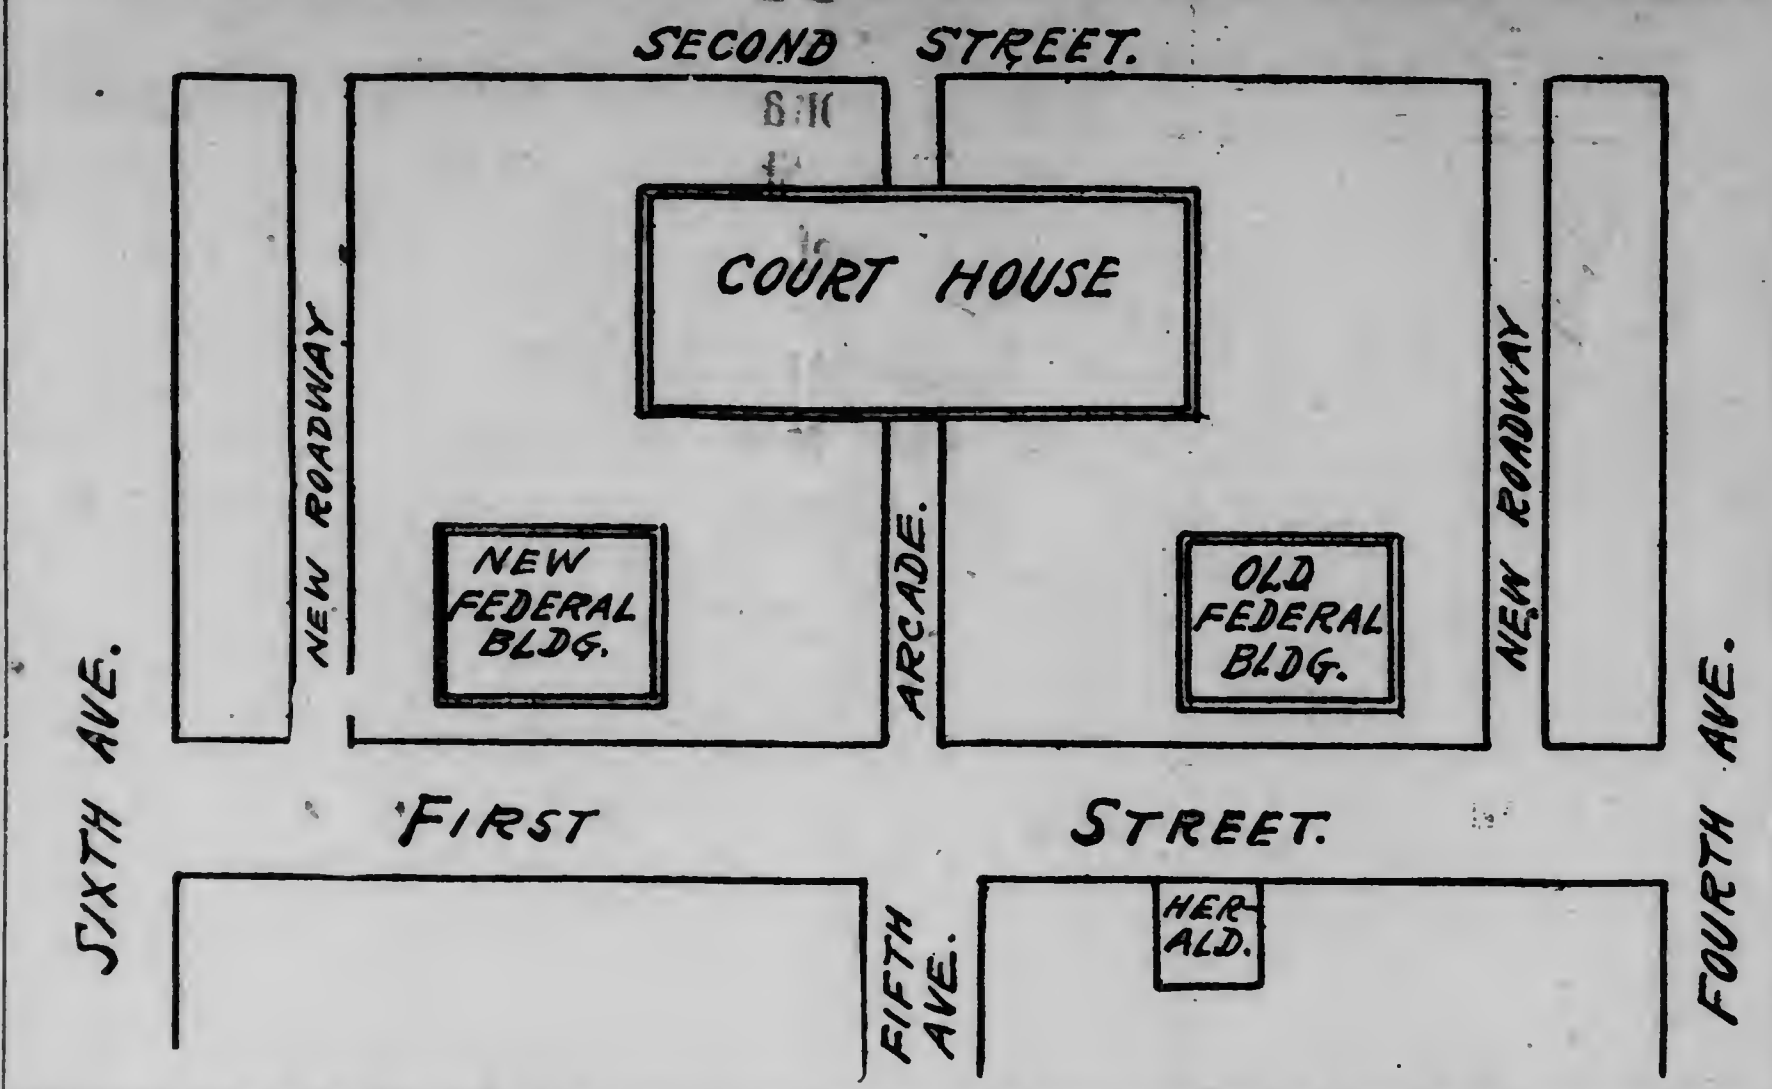 SECOND STREET.
COURT HOUSE
NEW ROADWAY
NEW ROADWAY
NEW
FEDERAL
BLDG.
ARCADE.
OLD
FEDERAL
BLDG.
SIXTH AVE.
FOURTH AVE.
FIRST STREET.
HER-
ALD.
FIFTH
AVE.